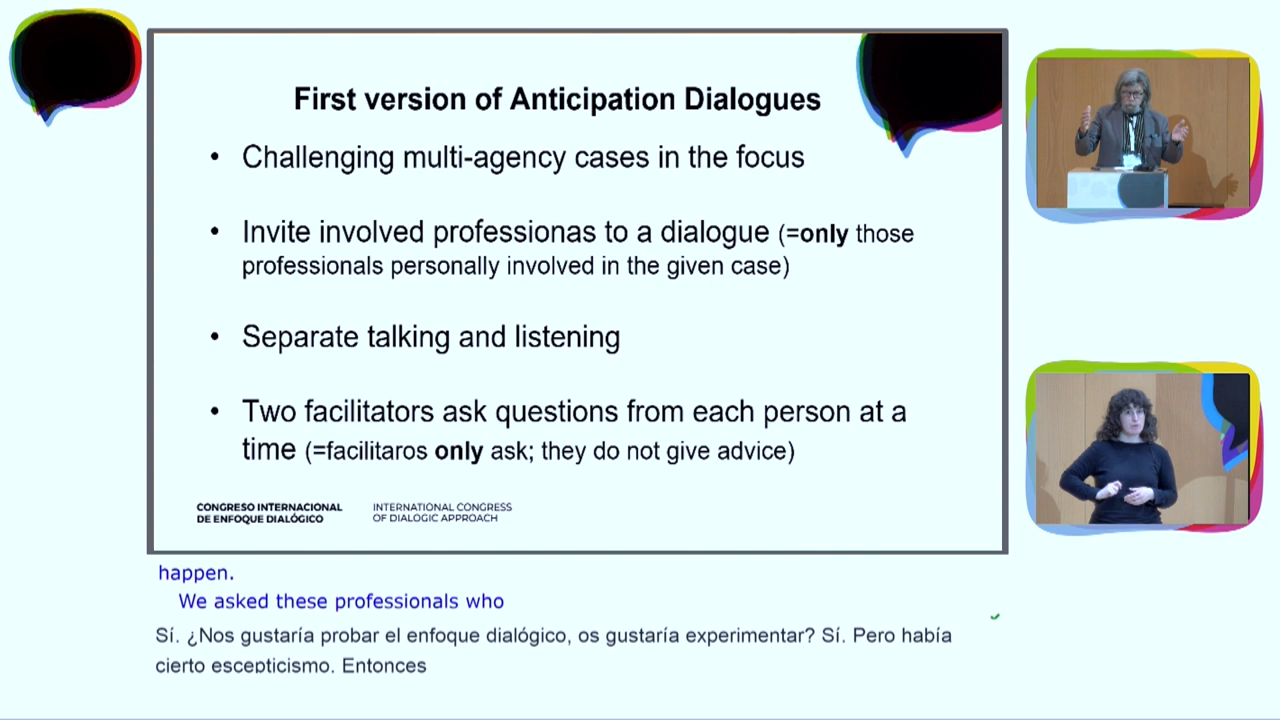 First version of Anticipation Dialogues
• Challenging multi-agency cases in the focus
• Invite involved professionas to a dialogue (=only those
professionals personally involved in the given case)
• Separate talking and listening
• Two facilitators ask questions from each person at a
time (=facilitaros only ask; they do not give advice)
CONGRESO INTERNACIONAL
DE ENFOQUE DIALÓGICO
INTERNATIONAL CONGRESS
OF DIALOGIC APPROACH
happen.
We asked these professionals who
Sí. ¿Nos gustaría probar el enfoque dialógico, os gustaría experimentar? Sí. Pero había
cierto escepticismo. Entonces